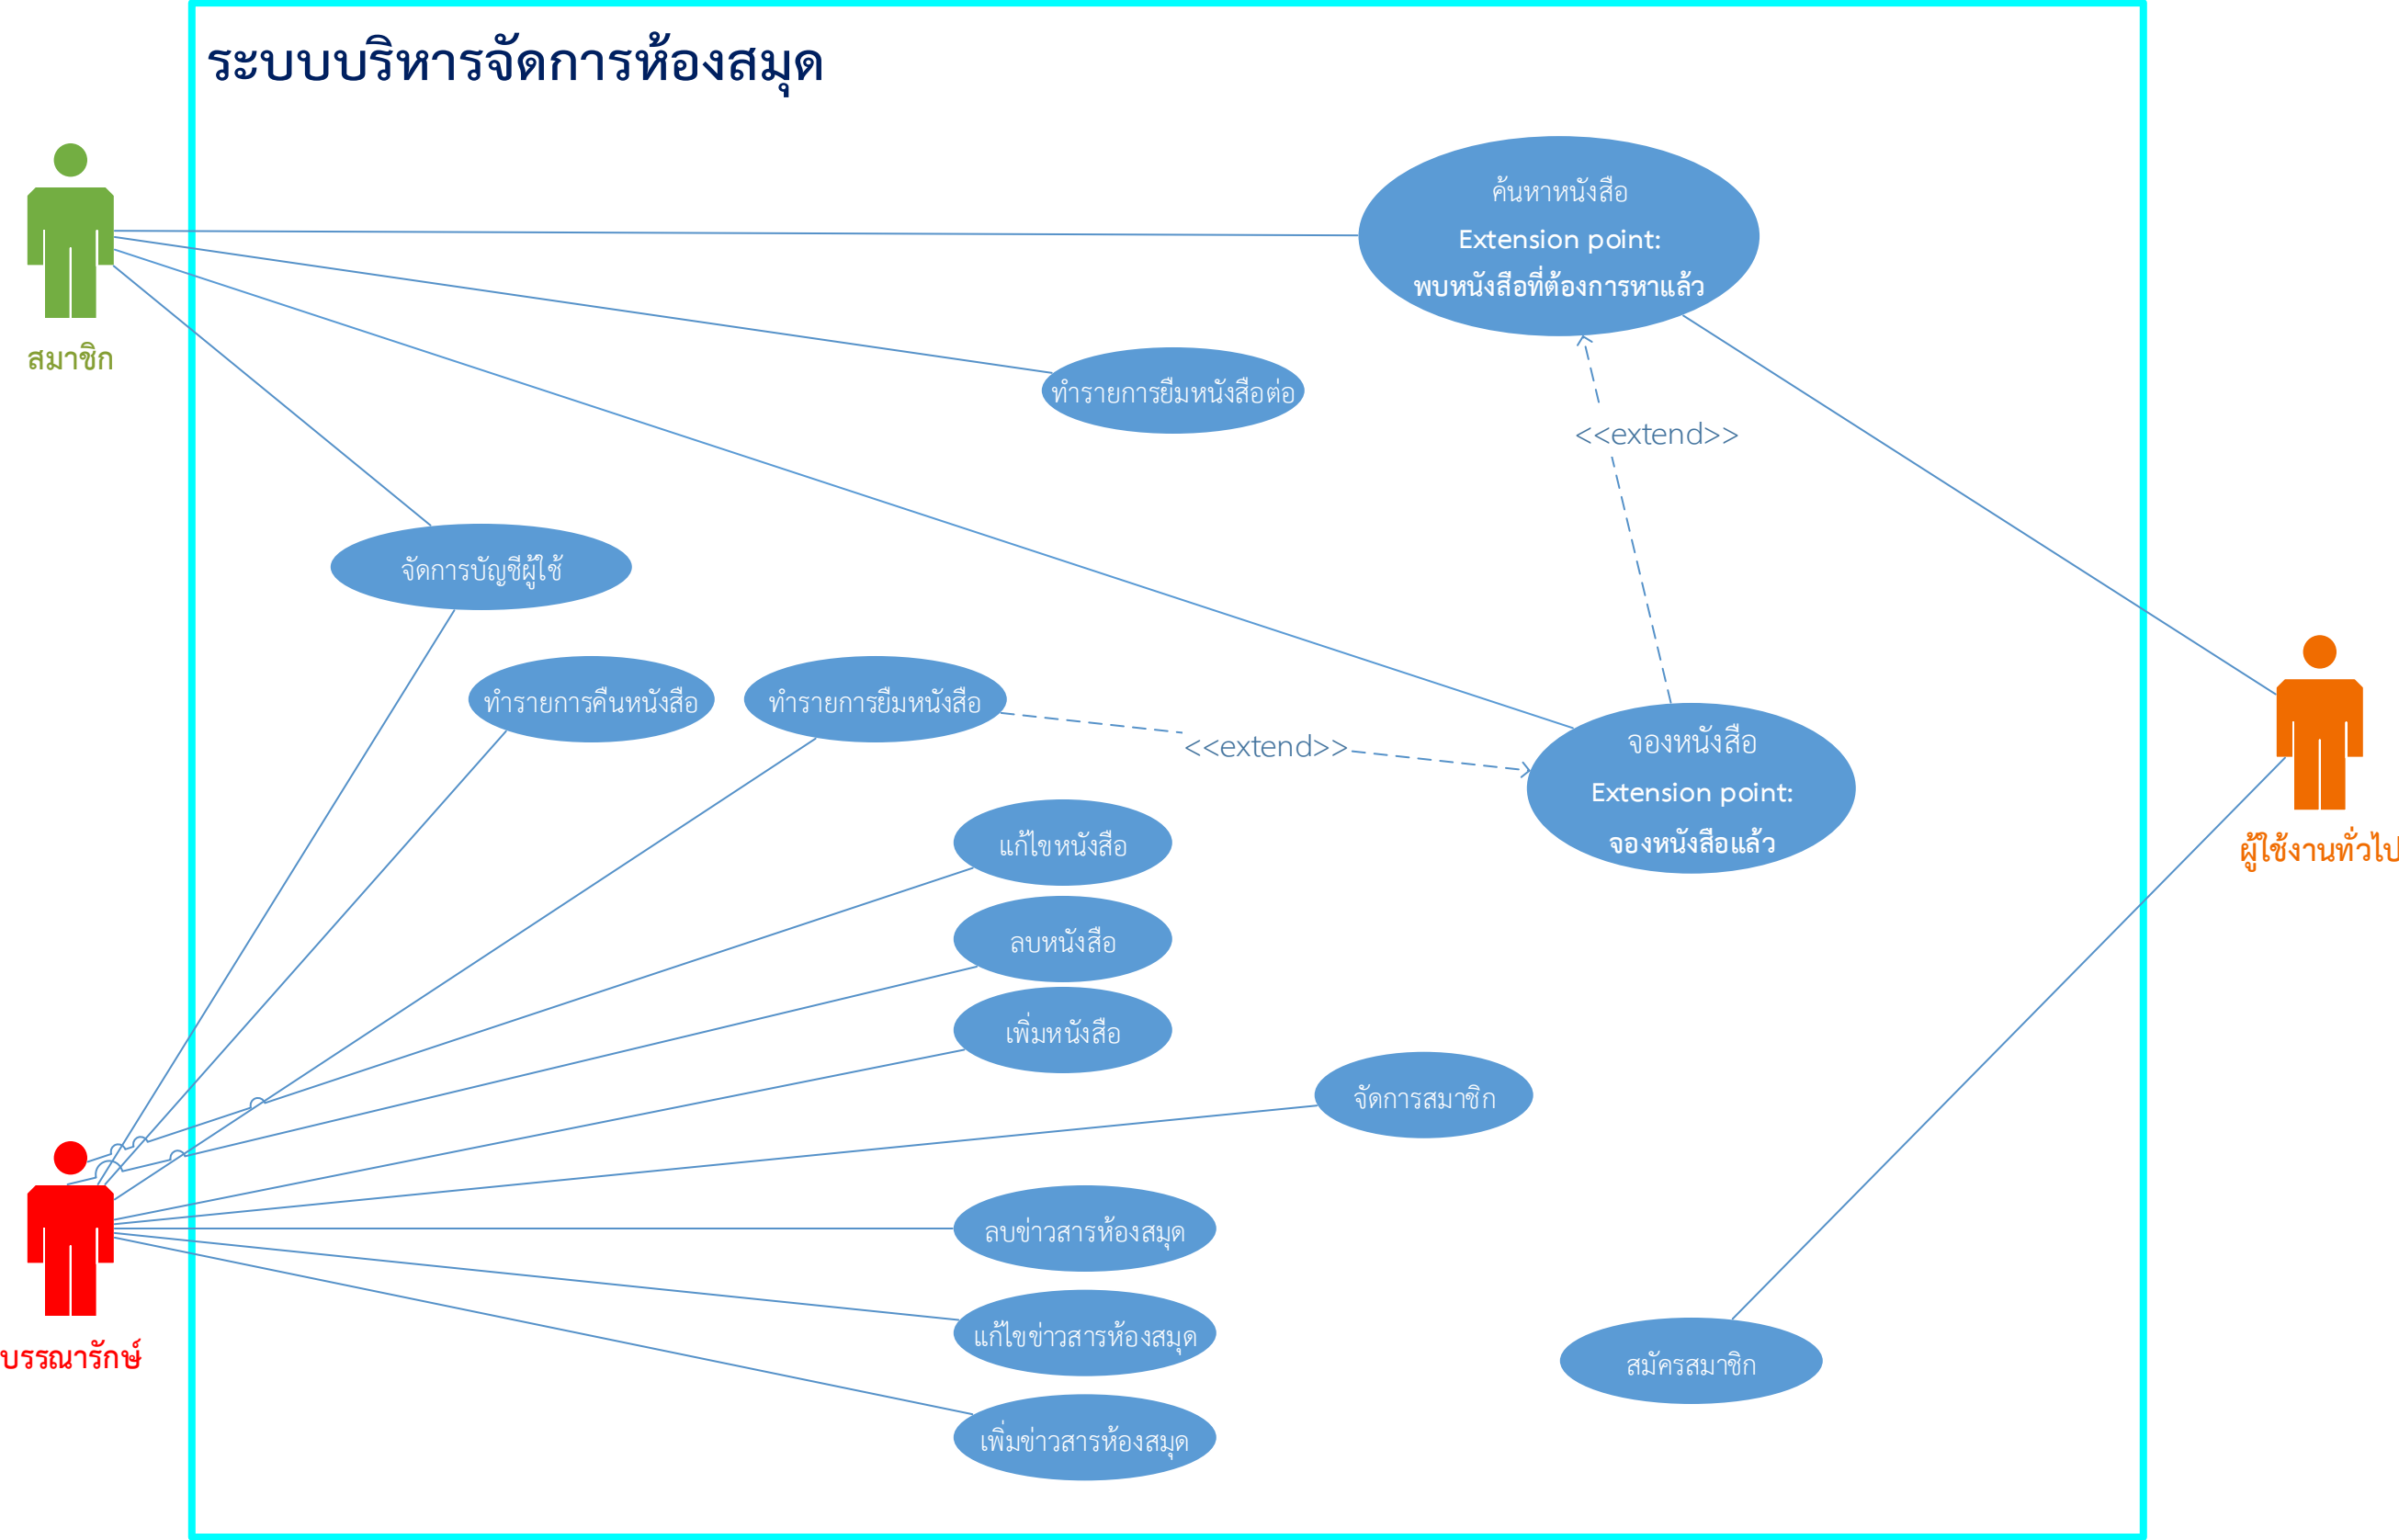 ระบบบริหารจัดการห้องสมุด
ค้นหาหนังสือ
Extension point:
พบหนังสือที่ต้องการหาแล้ว
สมาชิก
ทำรายการยืมหนังสือต่อ
<<extend>>
จัดการบัญชีผู้ใช้
ทำรายการคืนหนังสือ
ทำรายการยืมหนังสือ
<<extend>>
จองหนังสือ
Extension point:
จองหนังสือแล้ว
ผู้ใช้งานทั่วไป
แก้ไขหนังสือ
ลบหนังสือ
เพิ่มหนังสือ
จัดการสมาชิก
ลบข่าวสารห้องสมุด
แก้ไขข่าวสารห้องสมุด
บรรณารักษ์
สมัครสมาชิก
เพิ่มข่าวสารห้องสมุด